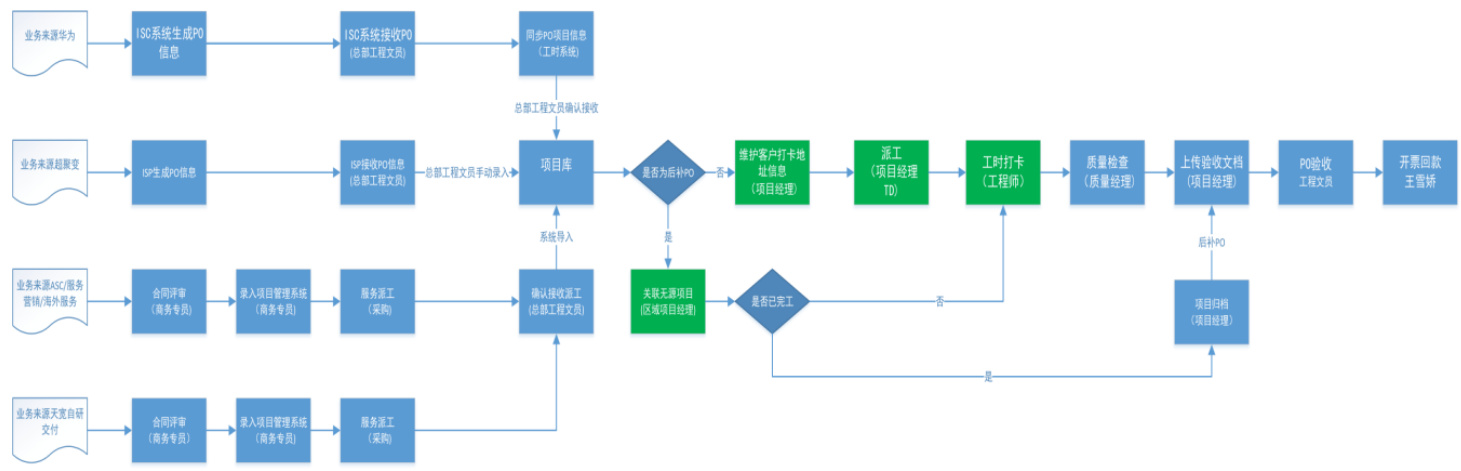 业务来源华为
ISC系统生成PO
信息
ISC系统接收PO
(总部工程文员)
同步PO项目信息
（工时系统）
总部工程文员确认接收
业务来源超聚变
ISP生成PO信息
ISP接收PO信息
(总部工程文员)
总部工程文员手动录入
项目库
是否为后补PO
否
维护客户打卡地
址信息
（项目经理）
派工
（项目经理
TD）
工时打卡
（工程师）
质量检查
（质量经理）
上传验收文档
（项目经理）
PO验收
工程文员
开票回款
王雪娇
系统导入
是
后补PO
业务来源ASC/服务
营销/海外服务
合同评审
（商务专员）
录入项目管理系统
（商务专员）
服务派工
（采购）
确认接收派工
(总部工程文员)
关联无源项目
(区域项目经理)
是否已完工
否
项目归档
（项目经理）
是
业务来源天宽自研
交付
合同评审
（商务专员）
录入项目管理系统
（商务专员）
服务派工
（采购）